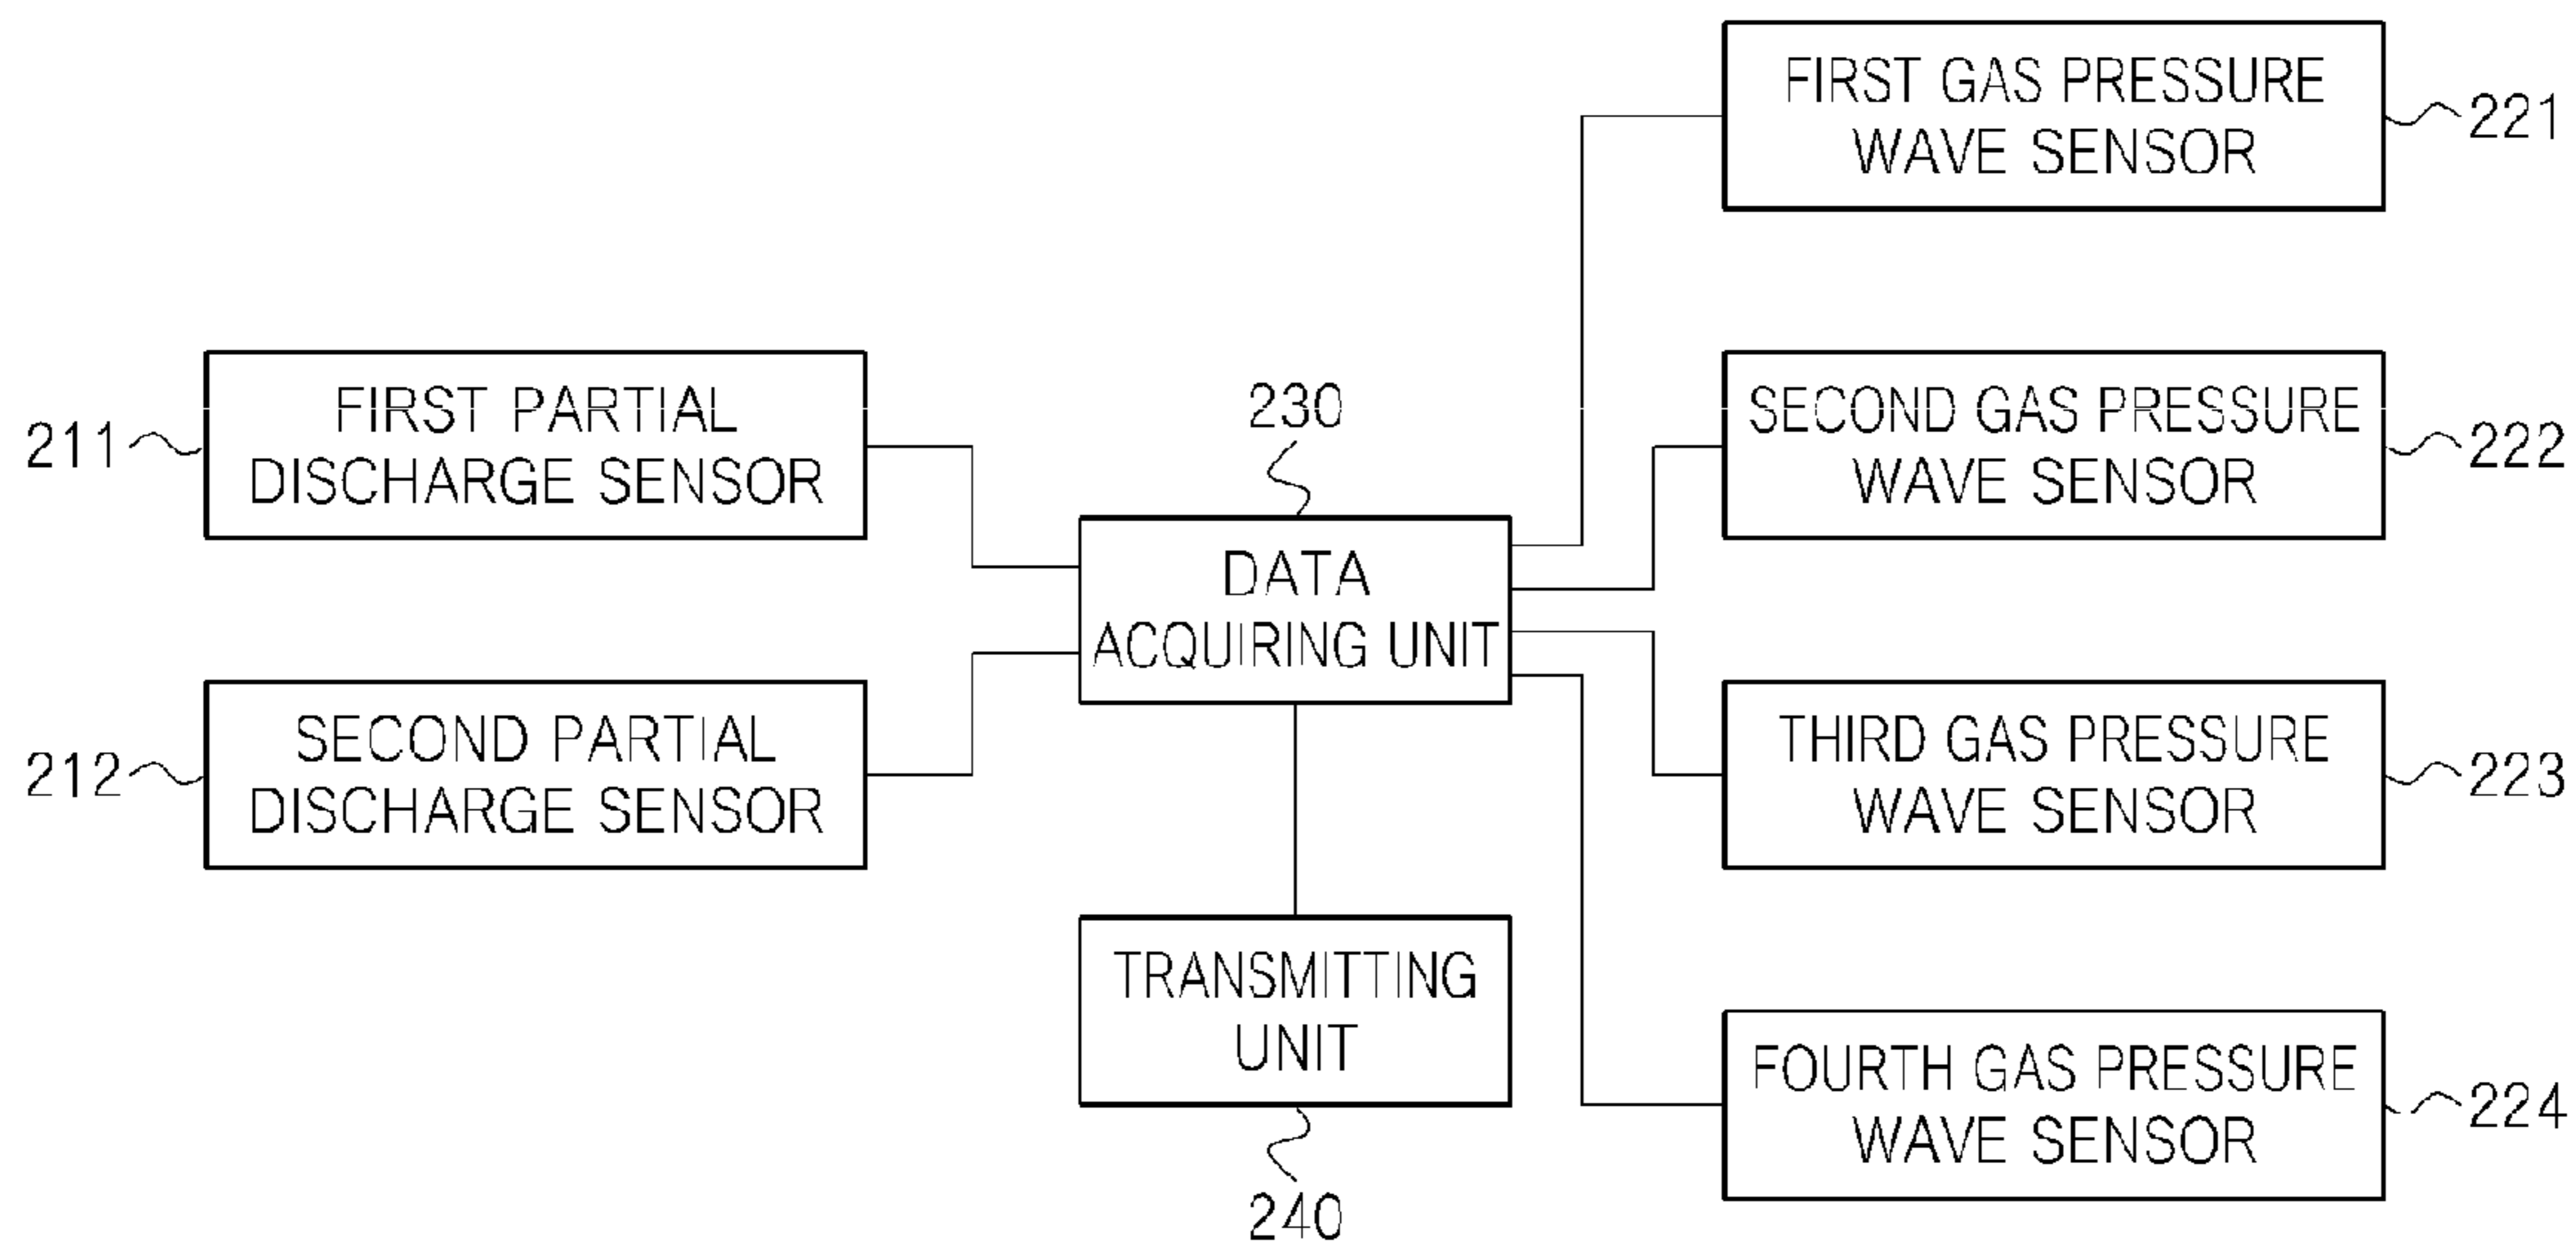 FIRST GAS PRESSURE
WAVE SENSOR
221
FIRST PARTIAL
DISCHARGE SENSOR
211
230
SECOND GAS PRESSURE
WAVE SENSOR
222
DATA
ACQUIRING UNIT
SECOND PARTIAL
DISCHARGE SENSOR
212
THIRD GAS PRESSURE
WAVE SENSOR
223
TRANSMITTING
UNIT
240
FOURTH GAS PRESSURE
WAVE SENSOR
224